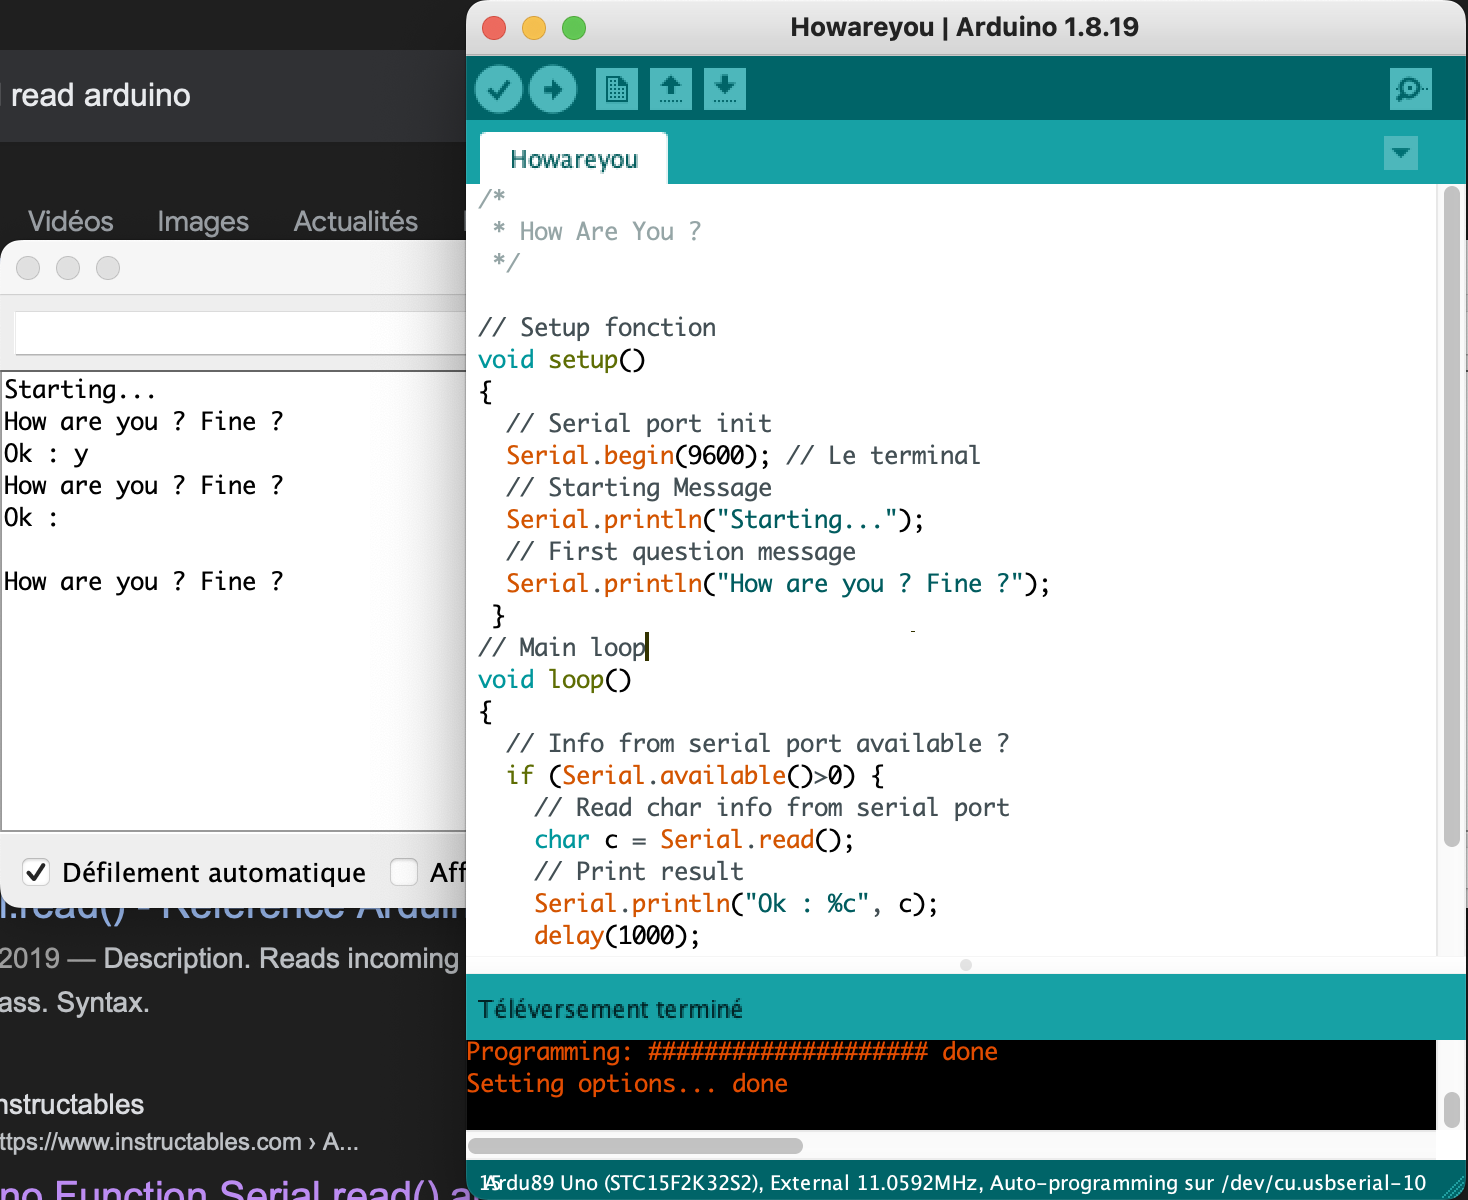 read arduino
Vidéos Images Actualités
Starting...
How are you ? Fine ?
Ok : y
How are you ? Fine ?
Ok :
How are you ? Fine ?
Défilement automatique
.read() - Reference Arduin
2019 — Description. Reads incoming
ass. Syntax.
nstructables
ttps://www.instructables.com › A...
no Function Serial.read()
Howareyou | Arduino 1.8.19
Howareyou
/*
* How Are You ?
*/
// Setup fonction
void setup()
{
// Serial port init
Serial.begin(9600); // Le terminal
// Starting Message
Serial.println("Starting...");
// First question message
Serial.println("How are you ? Fine ?");
}
// Main loop
void loop()
{
// Info from serial port available ?
if (Serial.available()>0) {
// Read char info from serial port
char c = Serial.read();
// Print result
Serial.println("Ok : %c", c);
delay(1000);
Téléversement terminé
Programming: #################### done
Setting options... done
15
Ardu89 Uno (STC15F2K32S2), External 11.0592MHz, Auto-programming sur /dev/cu.usbserial-10